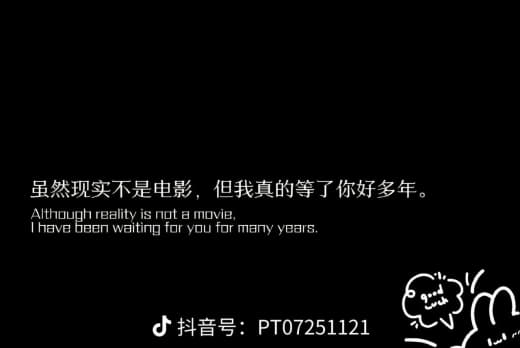 虽然现实不是电影，但我真的等了你好多年。
Although reality is not a movie,
I have been waiting for you for many years.
good
抖音号：PT07251121